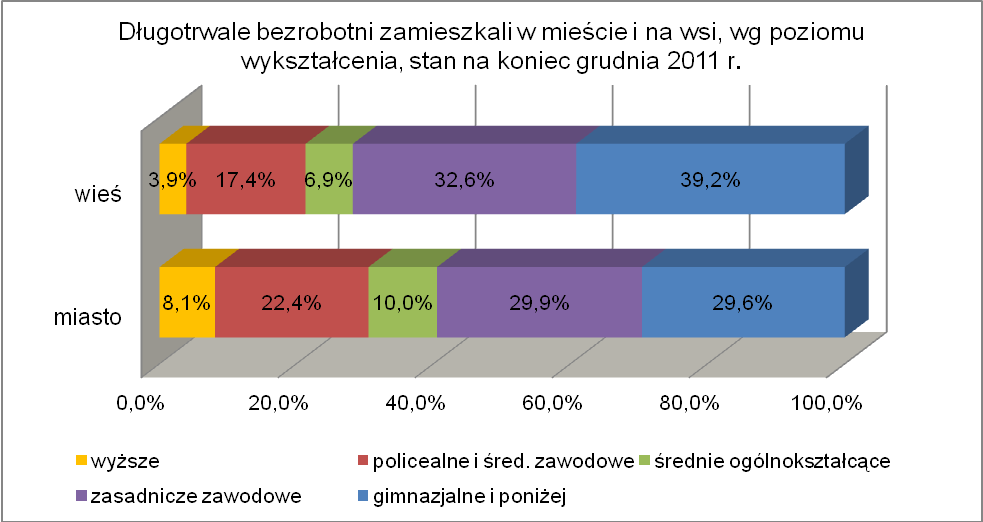 Długotrwale bezrobotni zamieszkali w mieście i na wsi, wg poziomu
wykształcenia, stan na koniec grudnia 2011 r.
wieś
3,9% 17,4% 6,9% 32,6% 39,2%
miasto
8,1% 22,4% 10,0% 29,9% 29,6%
0,0% 20,0% 40,0% 60,0% 80,0% 100,0%
wyższe policealne i śred. zawodowe średnie ogólnokształcące
zasadnicze zawodowe gimnazjalne i poniżej